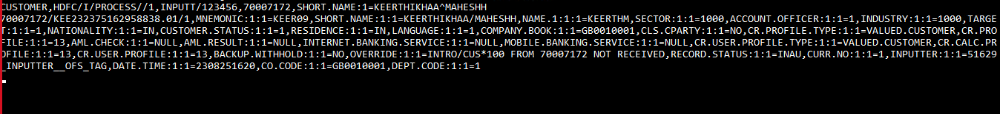 CUSTOMER,HDFC/I/PROCESS//1,INPUTT/123456,70007172,SHORT.NAME:1=KEERTHIKHAA^MAHESHH
70007172/KEE232375162958838.01/1,MNEMONIC:1:1=KEER09,SHORT.NAME:1:1=KEERTHIKHAA/MAHESHH,NAME.1:1:1=KEERTHM,SECTOR:1:1=1000,ACCOUNT.OFFICER:1:1=1,INDUSTRY:1:1=1000,TARGE
T:1:1=1,NATIONALITY:1:1=IN,CUSTOMER.STATUS:1:1=1,RESIDENCE:1:1=IN,LANGUAGE:1:1=1,COMPANY.BOOK:1:1=GB0010001,CLS.CPARTY:1:1=NO,CR.PROFILE.TYPE:1:1=VALUED.CUSTOMER,CR.PRO
FILE:1:1=13,AML.CHECK:1:1=NULL,AML.RESULT:1:1=NULL,INTERNET.BANKING.SERVICE:1:1=NULL,MOBILE.BANKING.SERVICE:1:1=NULL,CR.USER.PROFILE.TYPE:1:1=VALUED.CUSTOMER,CR.CALC.PR
OFILE:1:1=13,CR.USER.PROFILE:1:1=13,BACKUP.WITHHOLD:1:1=NO,OVERRIDE:1:1=INTRO/CUS*100 FROM 70007172 NOT RECEIVED,RECORD.STATUS:1:1=INAU,CURR.NO:1:1=1,INPUTTER:1:1=51629
_INPUTTER__OFS_TAG,DATE.TIME:1:1=2308251620,CO.CODE:1:1=GB0010001,DEPT.CODE:1:1=1